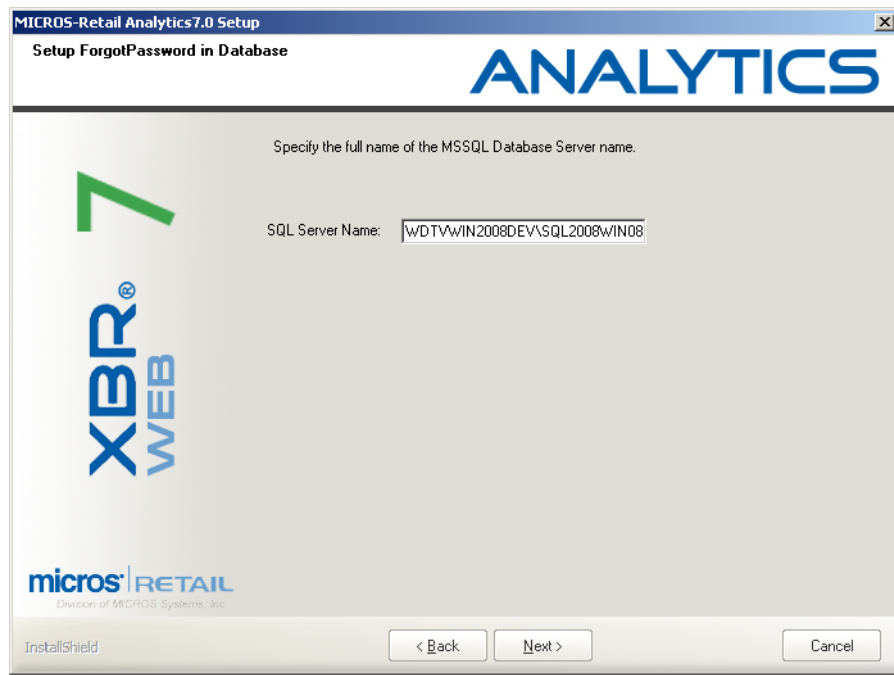 MICROS-Retail Analytics7.0 Setup
Setup ForgotPassword in Database
ANALYTICS
Specify the full name of the MSSQL Database Server name.
SQL Server Name: WDTVWIN2008DEV\SQL2008WIN08
7
XBR®
WEB
micros RETAIL
Division of MICROS Systems, Inc.
InstallShield
< Back
Next >
Cancel